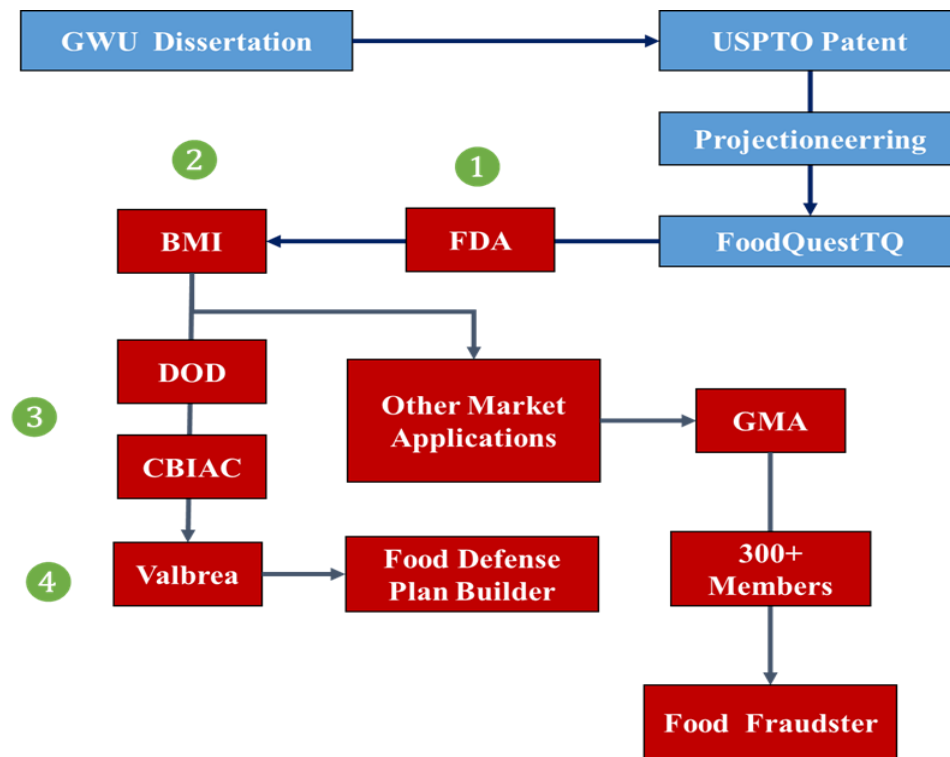 GWU Dissertation
USPTO Patent
Projectioneerring
2
1
BMI
FDA
FoodQuestTQ
DOD
Other Market
Applications
GMA
3
CBIAC
4
Valbrea
Food Defense
Plan Builder
300+
Members
Food Fraudster